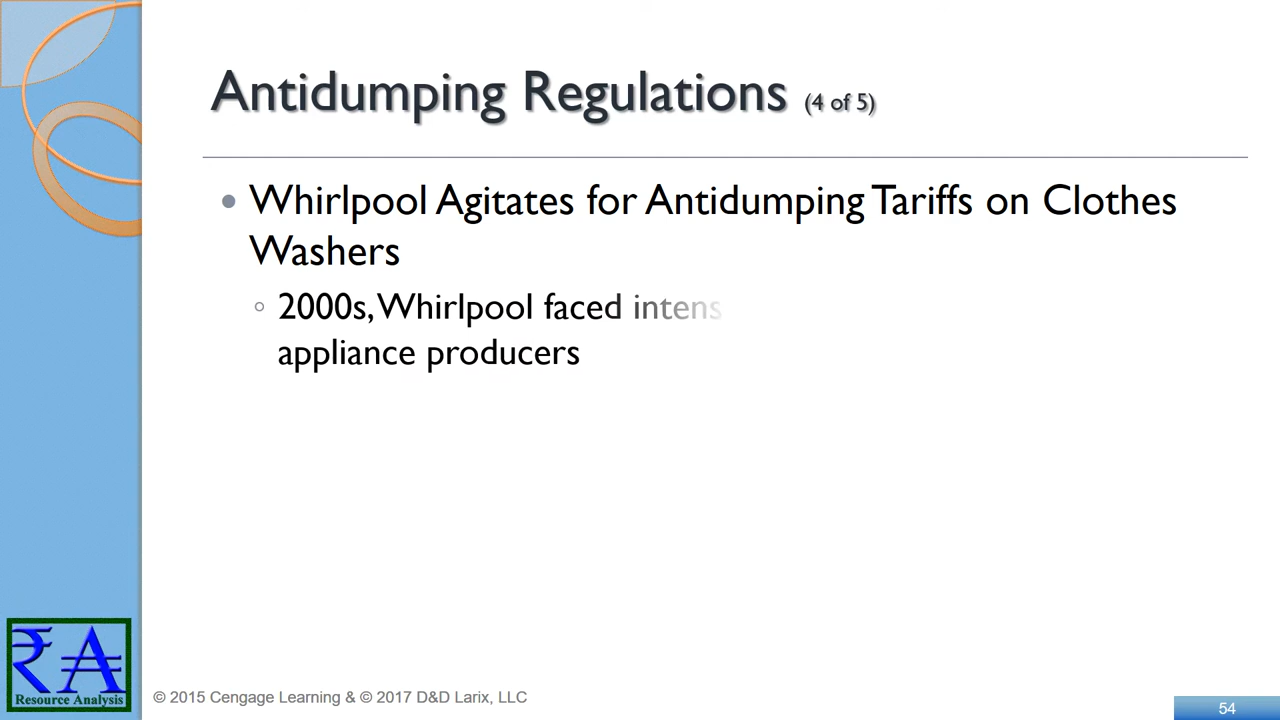 Antidumping Regulations (4 of 5)
• Whirlpool Agitates for Antidumping Tariffs on Clothes
Washers
◦ 2000s, Whirlpool faced intens
appliance producers
₹A
Resource Analysis
© 2015 Cengage Learning & © 2017 D&D Larix, LLC
54